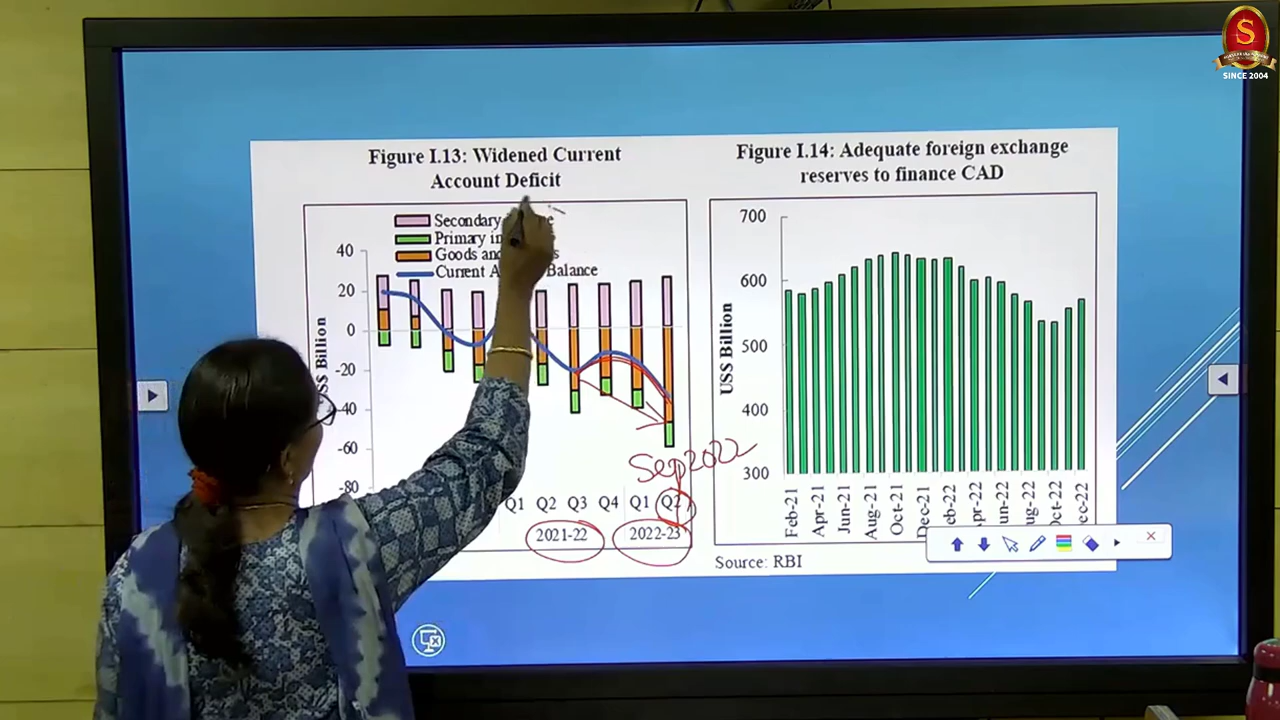 S
SINCE 2004
Figure I.13: Widened Current
Account Deficit
Secondary
Primary in
Goods and
Current A Balance
US$ Billion
40
20
0
-20
-40
-60
-80
Q1 Q2 Q3 Q4 Q1 Q2
2021-22 2022-23
Sep 2022
Figure I.14: Adequate foreign exchange
reserves to finance CAD
US$ Billion
700
600
500
400
300
Feb-21 Apr-21 Jun-21 Aug-21 Oct-21 Dec-21 Feb-22 Apr-22 Jun-22 Aug-22 Oct-22 Dec-22
Source: RBI